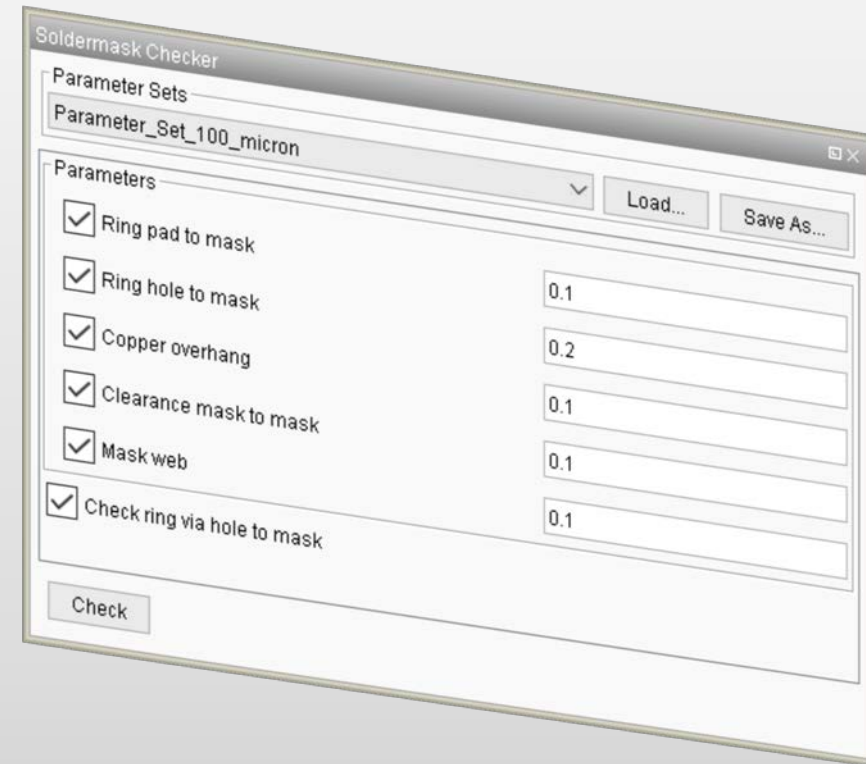 Soldermask Checker
Parameter Sets
Parameter_Set_100_micron
Load...
Save As...
Parameters
Ring pad to mask
0.1
Ring hole to mask
0.2
Copper overhang
0.1
Clearance mask to mask
0.1
Mask web
0.1
Check ring via hole to mask
Check